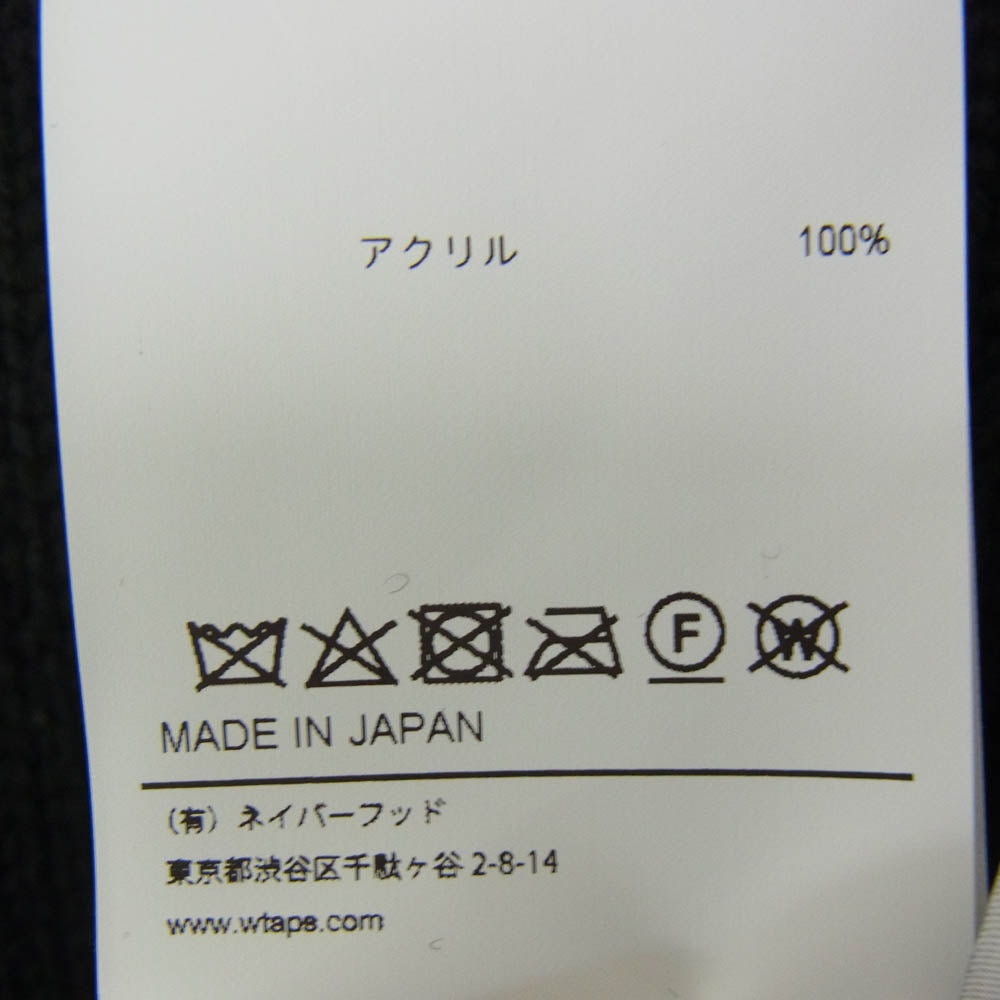 アクリル 100%
F W
MADE IN JAPAN
(有) ネイバーフッド
東京都渋谷区千駄ヶ谷 2-8-14
www.wtaps.com